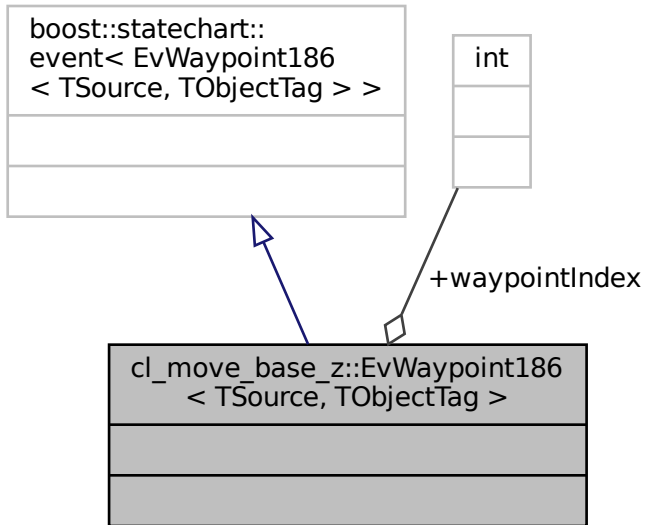 boost::statechart::
event< EvWaypoint186
< TSource, TObjectTag > >
int
+waypointIndex
cl_move_base_z::EvWaypoint186
< TSource, TObjectTag >